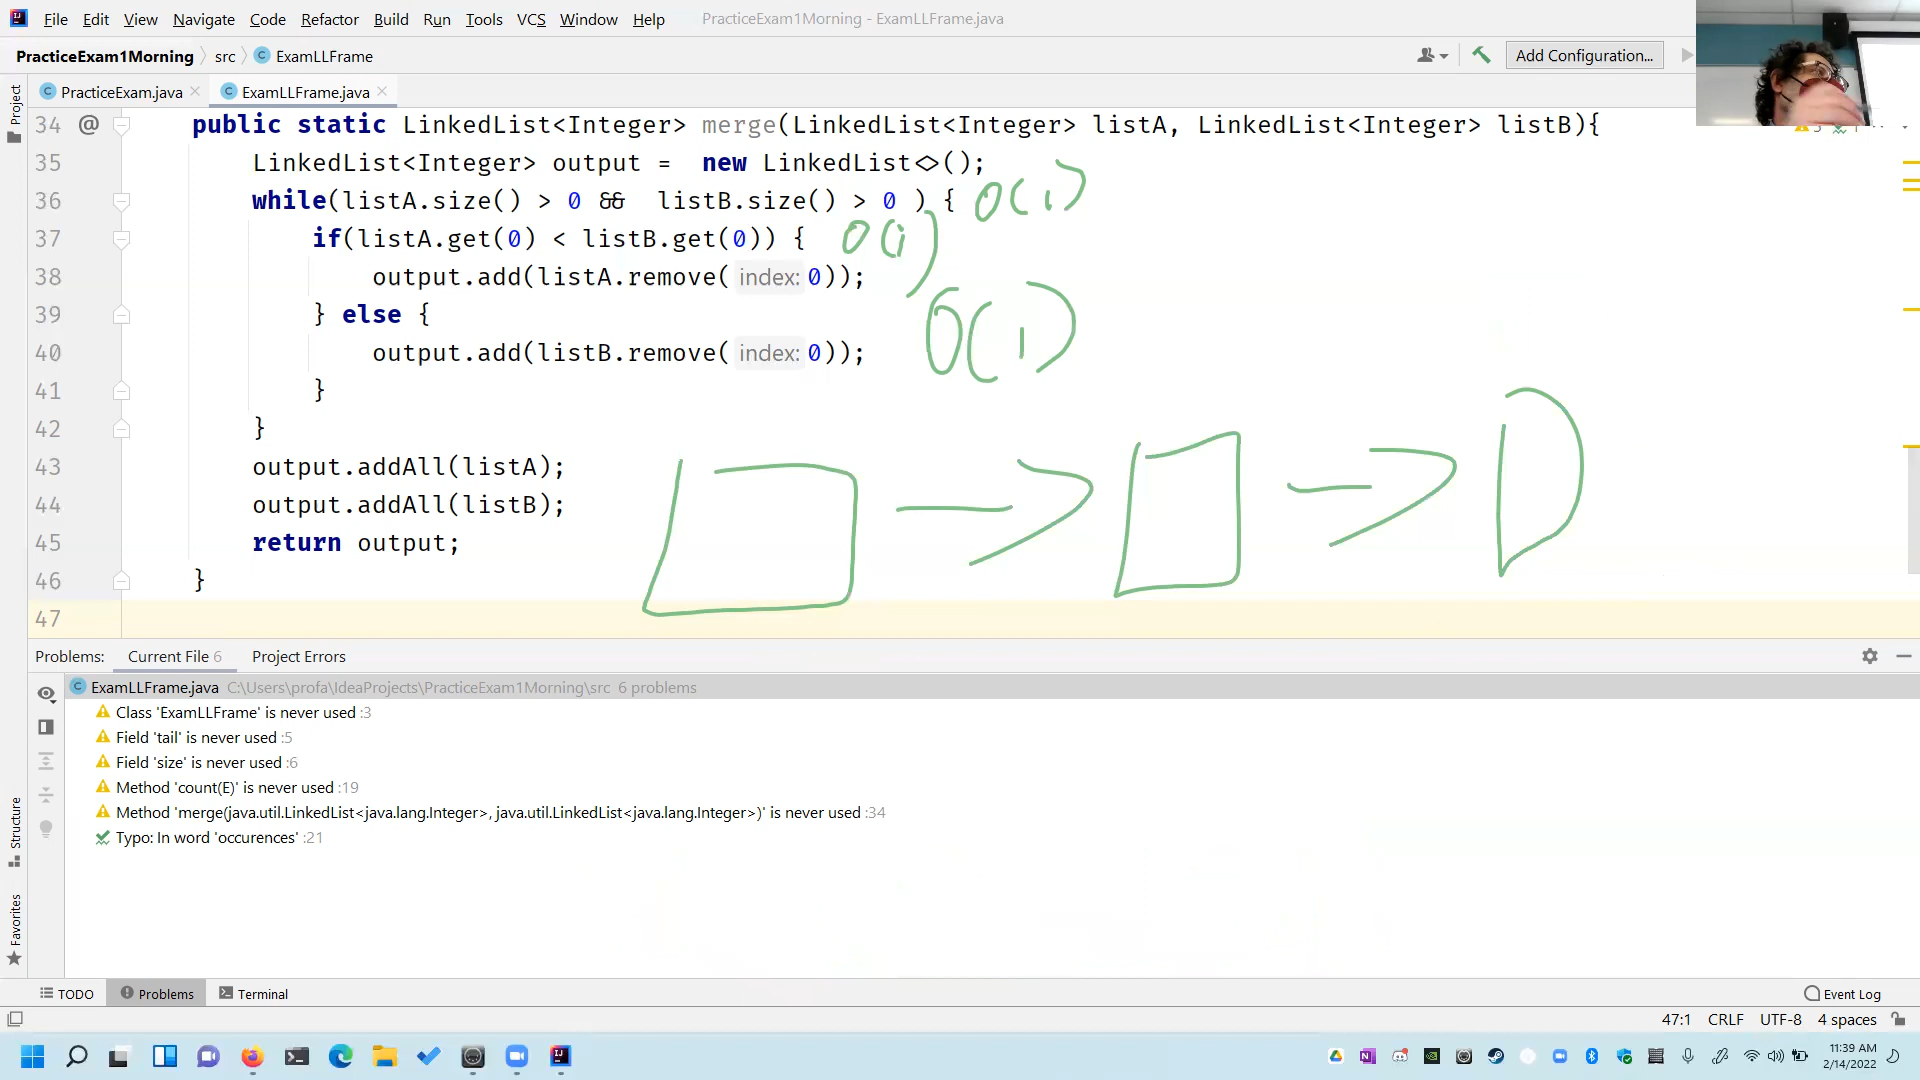 File Edit View Navigate Code Refactor Build Run Tools VCS Window Help PracticeExam1Morning - ExamLLFrame.java
PracticeExam1Morning src ExamLLFrame Add Configuration...
PracticeExam.java ExamLLFrame.java
Project
34 @ public static LinkedList<Integer> merge(LinkedList<Integer> listA, LinkedList<Integer> listB){
35 LinkedList<Integer> output = new LinkedList<>();
36 while(listA.size() > 0 && listB.size() > 0 ) { O(1)
37 if(listA.get(0) < listB.get(0)) { O(1)
38 output.add(listA.remove( index: 0));
39 } else { O(1)
40 output.add(listB.remove( index: 0));
41 }
42 }
43 output.addAll(listA);
44 output.addAll(listB);
45 return output;
46 }
47
Problems: Current File 6 Project Errors
ExamLLFrame.java C:\Users\profa\IdeaProjects\PracticeExam1Morning\src 6 problems
Class 'ExamLLFrame' is never used :3
Field 'tail' is never used :5
Field 'size' is never used :6
Method 'count(E)' is never used :19
Method 'merge(java.util.LinkedList<java.lang.Integer>, java.util.LinkedList<java.lang.Integer>)' is never used :34
Typo: In word 'occurences' :21
Structure
Favorites
TODO Problems Terminal Event Log
47:1 CRLF UTF-8 4 spaces
11:39 AM
2/14/2022